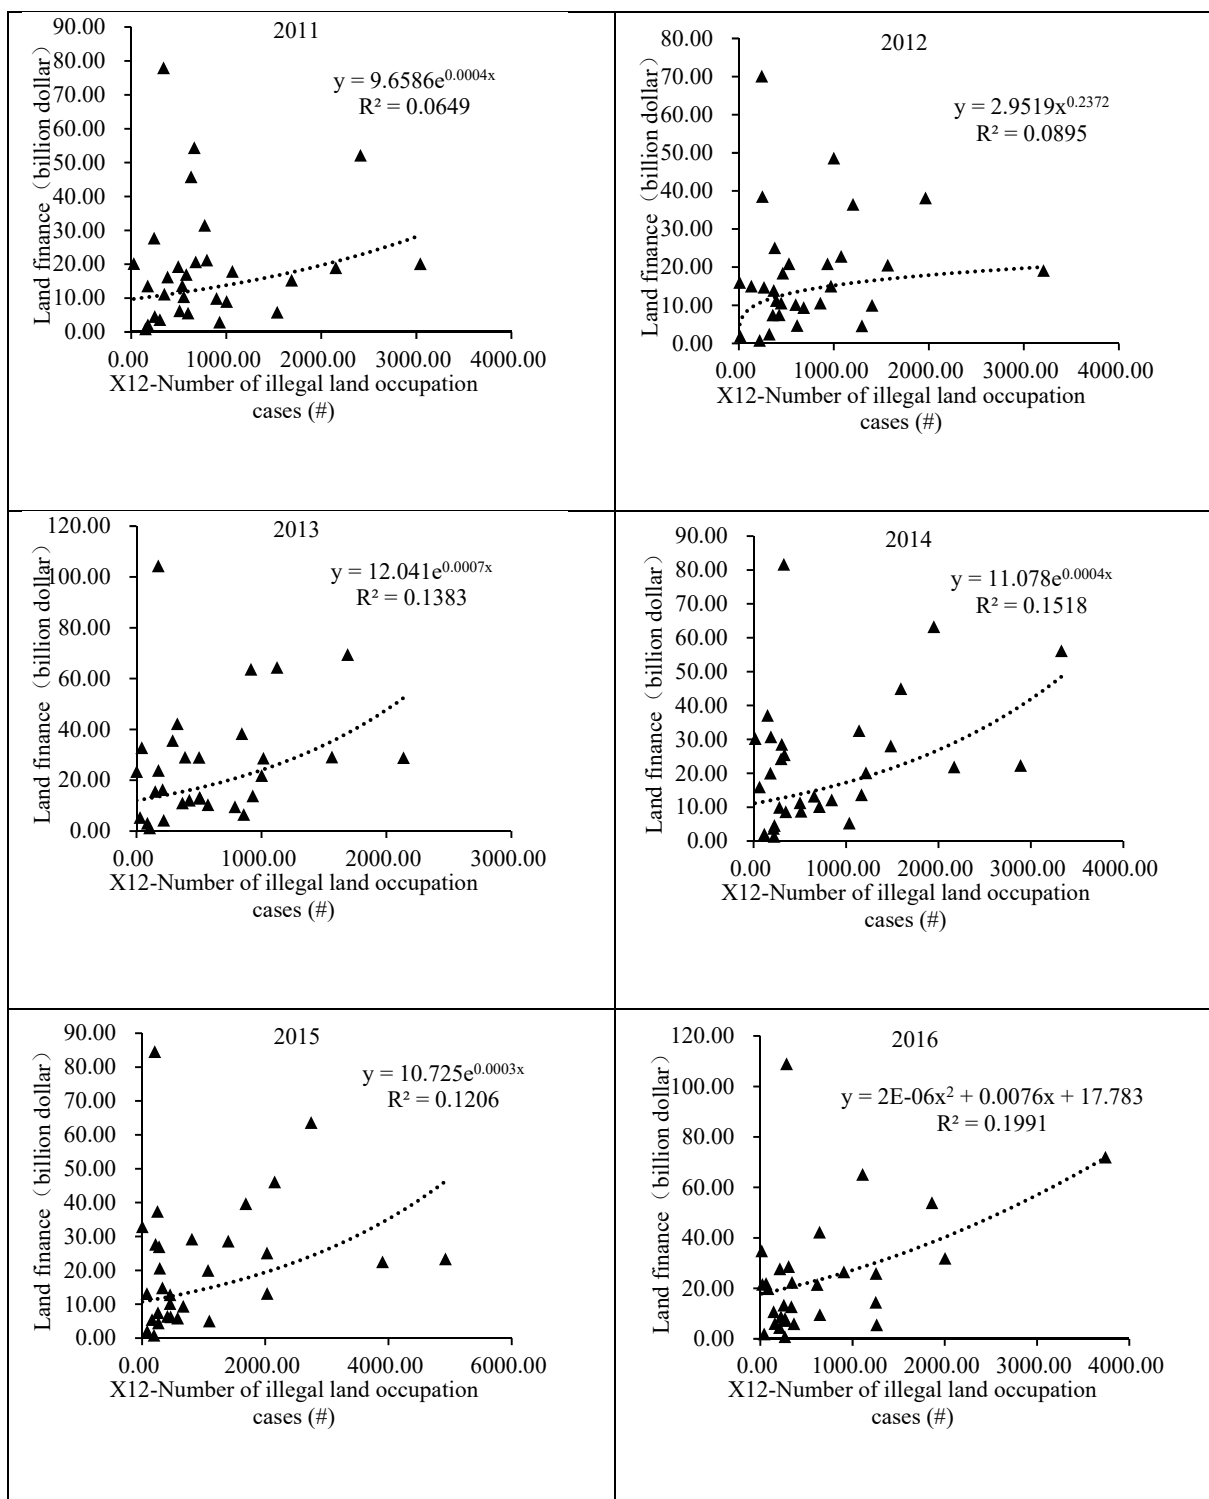 2011
y = 9.6586e0.0004x
R² = 0.0649
Land finance（billion dollar）
90.00
80.00
70.00
60.00
50.00
40.00
30.00
20.00
10.00
0.00
0.00 1000.00 2000.00 3000.00 4000.00
X12-Number of illegal land occupation
cases (#)
2012
y = 2.9519x0.2372
R² = 0.0895
Land finance（billion dollar）
80.00
70.00
60.00
50.00
40.00
30.00
20.00
10.00
0.00
0.00 1000.00 2000.00 3000.00 4000.00
X12-Number of illegal land occupation
cases (#)
2013
y = 12.041e0.0007x
R² = 0.1383
Land finance（billion dollar）
120.00
100.00
80.00
60.00
40.00
20.00
0.00
0.00 1000.00 2000.00 3000.00
X12-Number of illegal land occupation
cases (#)
2014
y = 11.078e0.0004x
R² = 0.1518
Land finance（billion dollar）
90.00
80.00
70.00
60.00
50.00
40.00
30.00
20.00
10.00
0.00
0.00 1000.00 2000.00 3000.00 4000.00
X12-Number of illegal land occupation
cases (#)
2015
y = 10.725e0.0003x
R² = 0.1206
Land finance（billion dollar）
90.00
80.00
70.00
60.00
50.00
40.00
30.00
20.00
10.00
0.00
0.00 2000.00 4000.00 6000.00
X12-Number of illegal land occupation
cases (#)
2016
y = 2E-06x² + 0.0076x + 17.783
R² = 0.1991
Land finance（billion dollar）
120.00
100.00
80.00
60.00
40.00
20.00
0.00
0.00 1000.00 2000.00 3000.00 4000.00
X12-Number of illegal land occupation
cases (#)